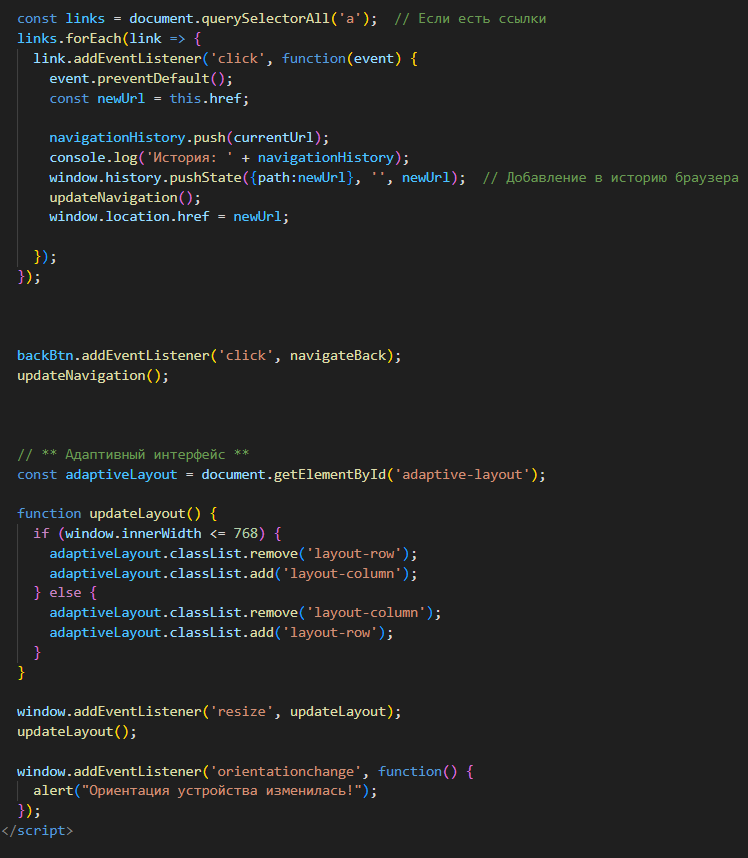 const links = document.querySelectorAll('a');  // Если есть ссылки
links.forEach(link => {
link.addEventListener('click', function(event) {
event.preventDefault();
const newUrl = this.href;
navigationHistory.push(currentUrl);
console.log('История: ' + navigationHistory);
window.history.pushState({path:newUrl}, '', newUrl);  // Добавление в историю браузера
updateNavigation();
window.location.href = newUrl;
});
});
backBtn.addEventListener('click', navigateBack);
updateNavigation();
// ** Адаптивный интерфейс **
const adaptiveLayout = document.getElementById('adaptive-layout');
function updateLayout() {
if (window.innerWidth <= 768) {
adaptiveLayout.classList.remove('layout-row');
adaptiveLayout.classList.add('layout-column');
} else {
adaptiveLayout.classList.remove('layout-column');
adaptiveLayout.classList.add('layout-row');
}
}
window.addEventListener('resize', updateLayout);
updateLayout();
window.addEventListener('orientationchange', function() {
alert("Ориентация устройства изменилась!");
});
</script>